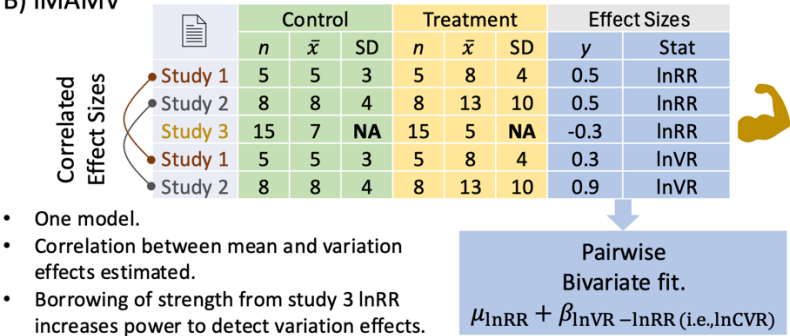 B) IMAMV
Control Treatment Effect Sizes
n x̄ SD n x̄ SD y Stat
Study 1 5 5 3 5 8 4 0.5 lnRR
Study 2 8 8 4 8 13 10 0.5 lnRR
Study 3 15 7 NA 15 5 NA -0.3 lnRR
Study 1 5 5 3 5 8 4 0.3 lnVR
Study 2 8 8 4 8 13 10 0.9 lnVR
Correlated
Effect Sizes
• One model.
• Correlation between mean and variation
effects estimated.
• Borrowing of strength from study 3 lnRR
increases power to detect variation effects.
Pairwise
Bivariate fit.
μlnRR + βlnVR −lnRR (i.e.,lnCVR)